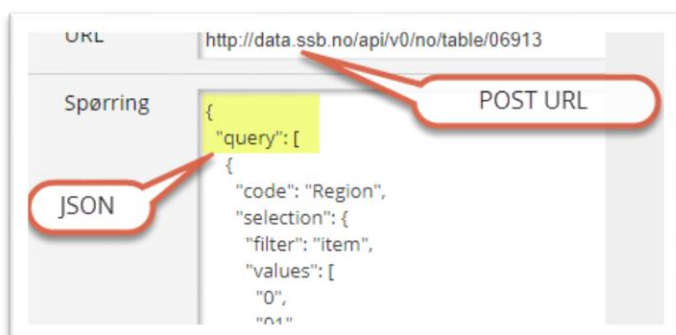 URL
http://data.ssb.no/api/v0/no/table/06913
Spørring
POST URL
{
"query": [
{
JSON
"code": "Region",
"selection": {
"filter": "item",
"values": [
"0",
"01"